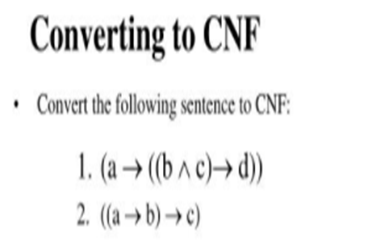 Converting to CNF
• Convert the following sentence to CNF:
1. (a → ((b ∧ c)→ d))
2. ((a → b) → c)